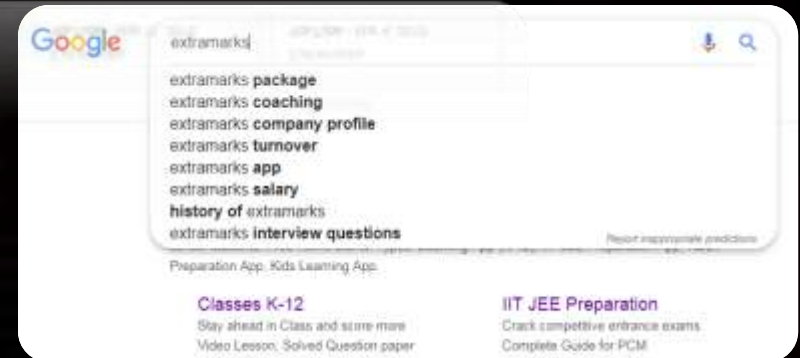 Google
extramarks
extramarks package
extramarks coaching
extramarks company profile
extramarks turnover
extramarks app
extramarks salary
history of extramarks
extramarks interview questions
Report inappropriate predictions
Preparation App, Kids Learning App.
Classes K-12
Stay ahead in Class and score more
Video Lesson, Solved Question paper
IIT JEE Preparation
Crack competitive entrance exams
Complete Guide for PCM